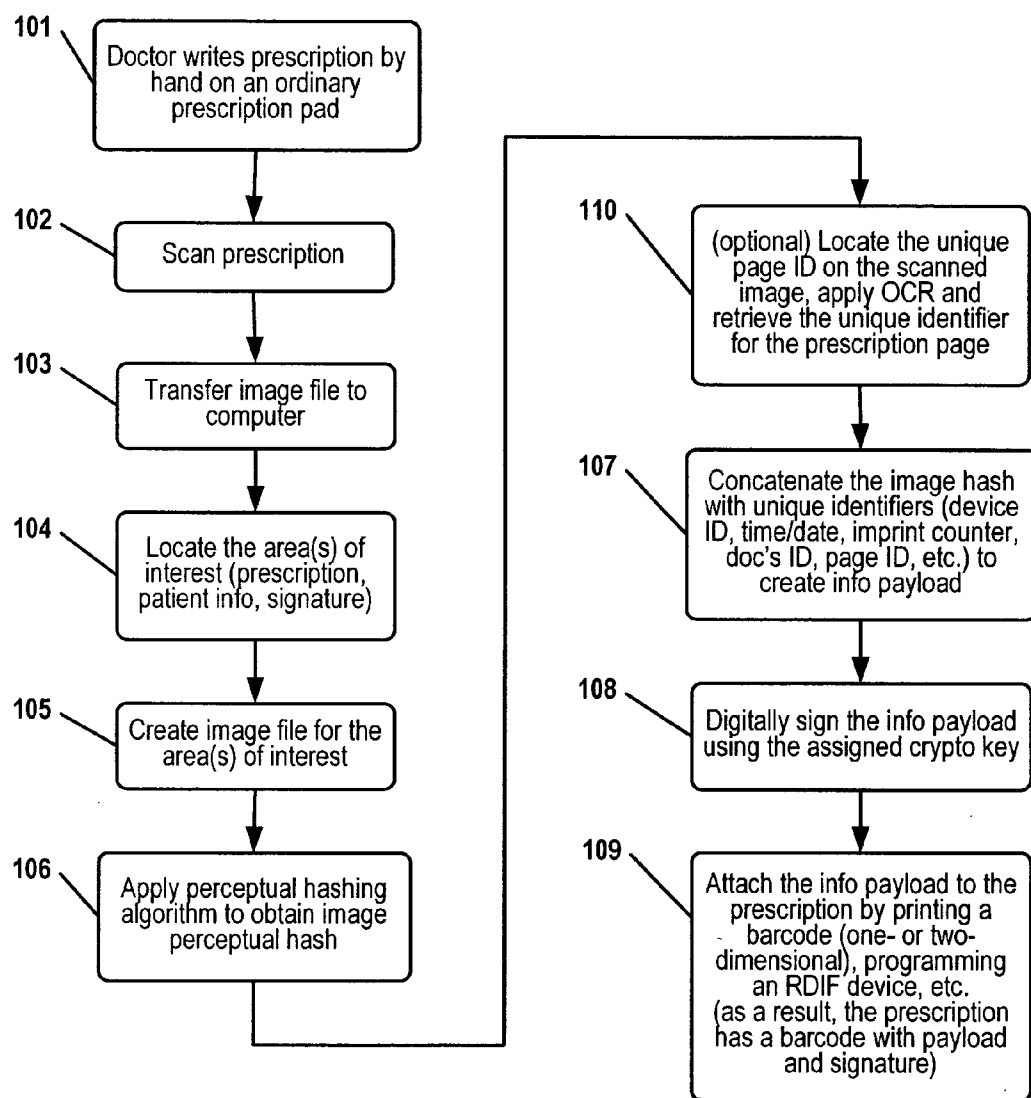 101
Doctor writes prescription by
hand on an ordinary
prescription pad
102
Scan prescription
103
Transfer image file to
computer
104
Locate the area(s) of
interest (prescription,
patient info, signature)
105
Create image file for the
area(s) of interest
106
Apply perceptual hashing
algorithm to obtain image
perceptual hash
110
(optional) Locate the unique
page ID on the scanned
image, apply OCR and
retrieve the unique identifier
for the prescription page
107
Concatenate the image hash
with unique identifiers (device
ID, time/date, imprint counter,
doc's ID, page ID, etc.) to
create info payload
108
Digitally sign the info payload
using the assigned crypto key
109
Attach the info payload to the
prescription by printing a
barcode (one- or two-
dimensional), programming
an RDIF device, etc.
(as a result, the prescription
has a barcode with payload
and signature)